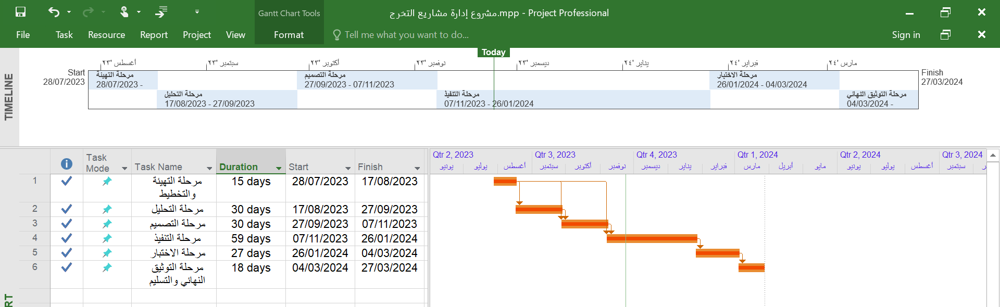 Gantt Chart Tools
مشروع إدارة مشاريع التخرج.mpp - Project Professional
File Task Resource Report Project View Format Tell me what you want to do... Sign in
TIMELINE
Today
أغسطس '٢٣ سبتمبر '٢٣ أكتوبر '٢٣ نوفمبر '٢٣ ديسمبر '٢٣ يناير '٢٤ فبراير '٢٤ مارس '٢٤
Start
28/07/2023
مرحلة التهيئة
28/07/2023 -
مرحلة التصميم
27/09/2023 - 07/11/2023
مرحلة الاختبار
26/01/2024 - 04/03/2024
Finish
27/03/2024
مرحلة التحليل
17/08/2023 - 27/09/2023
مرحلة التنفيذ
07/11/2023 - 26/01/2024
مرحلة التوثيق النهائي
04/03/2024 -
Task Mode Task Name Duration Start Finish
Qtr 2, 2023 Qtr 3, 2023 Qtr 4, 2023 Qtr 1, 2024 Qtr 2, 2024 Qtr 3, 2024
يونيو يوليو أغسطس سبتمبر أكتوبر نوفمبر ديسمبر يناير فبراير مارس أبريل مايو يونيو يوليو أغسطس سبتمبر
1 مرحلة التهيئة والتخطيط 15 days 28/07/2023 17/08/2023
2 مرحلة التحليل 30 days 17/08/2023 27/09/2023
3 مرحلة التصميم 30 days 27/09/2023 07/11/2023
4 مرحلة التنفيذ 59 days 07/11/2023 26/01/2024
5 مرحلة الاختبار 27 days 26/01/2024 04/03/2024
6 مرحلة التوثيق النهائي والتسليم 18 days 04/03/2024 27/03/2024
RT